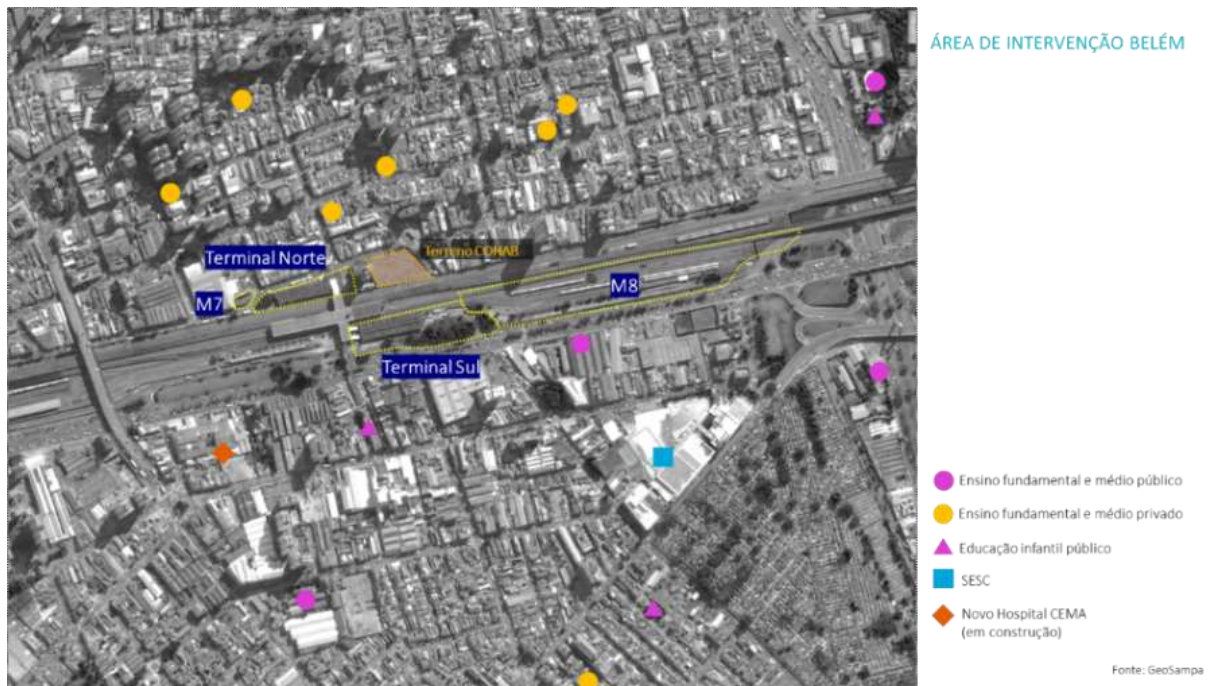 ÁREA DE INTERVENÇÃO BELÉM
Terminal Norte
Terreno COHAB
M7
M8
Terminal Sul
Ensino fundamental e médio público
Ensino fundamental e médio privado
Educação infantil público
SESC
Novo Hospital CEMA
(em construção)
Fonte: GeoSampa